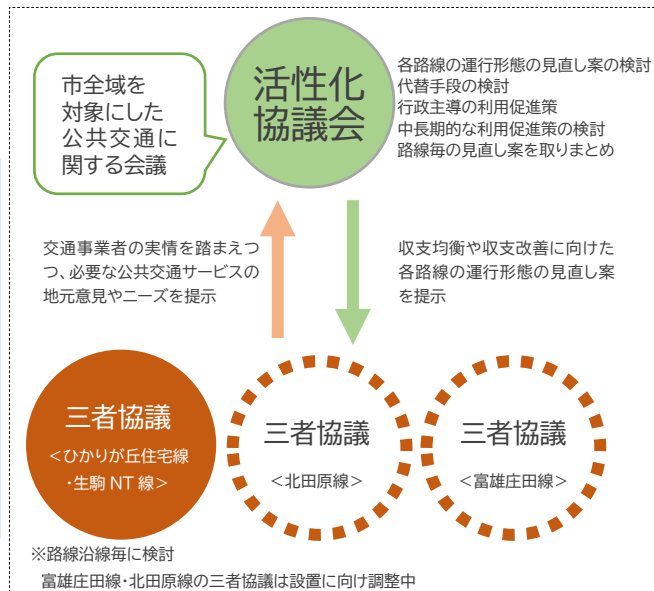 市全域を
対象にした
公共交通に
関する会議
活性化
協議会
各路線の運行形態の見直し案の検討
代替手段の検討
行政主導の利用促進策
中長期的な利用促進策の検討
路線毎の見直し案を取りまとめ
交通事業者の実情を踏まえつ
つ、必要な公共交通サービスの
地元意見やニーズを提示
収支均衡や収支改善に向けた
各路線の運行形態の見直し案
を提示
三者協議
＜ひかりが丘住宅線
・生駒 NT 線＞
三者協議
＜北田原線＞
三者協議
＜富雄庄田線＞
※路線沿線毎に検討
富雄庄田線・北田原線の三者協議は設置に向け調整中